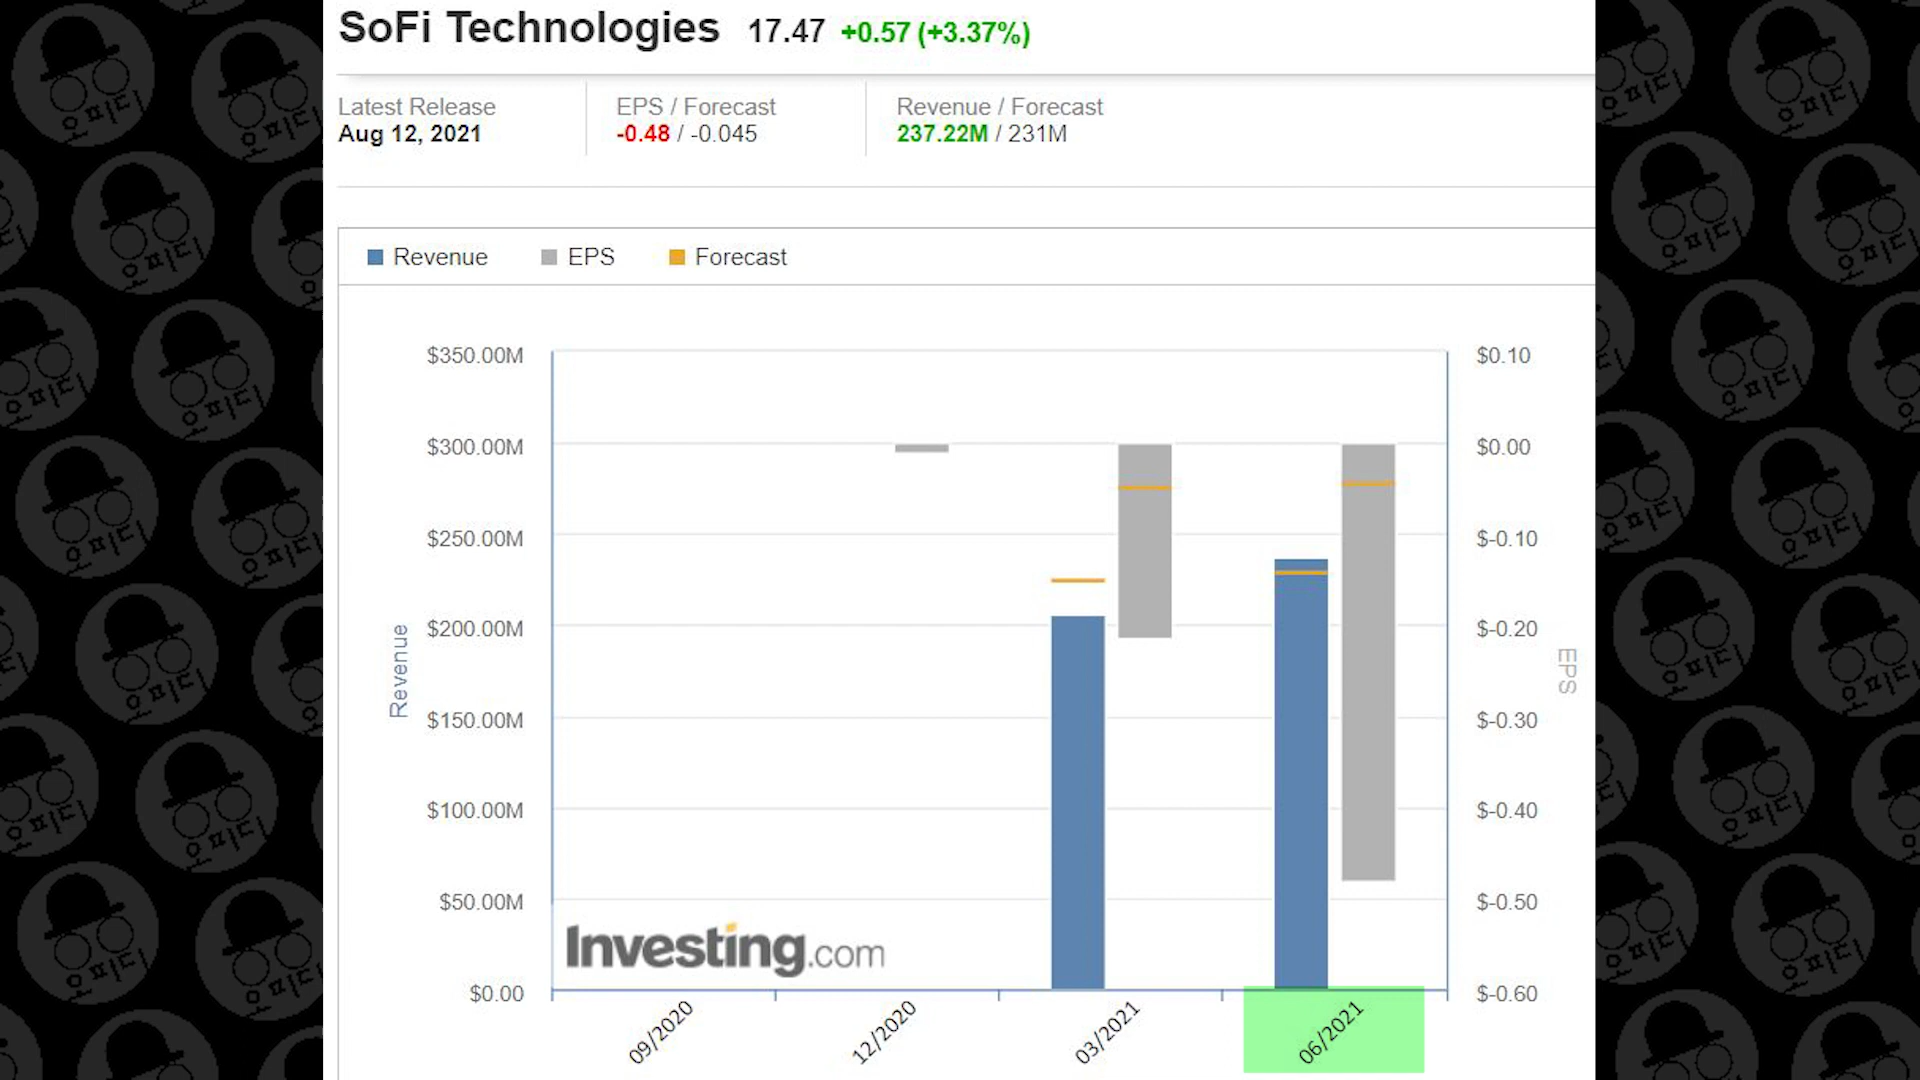 SoFi Technologies 17.47 +0.57 (+3.37%)
Latest Release EPS / Forecast Revenue / Forecast
Aug 12, 2021 -0.48 / -0.045 237.22M / 231M
Revenue EPS Forecast
$350.00M $0.10
$300.00M $0.00
$250.00M $-0.10
$200.00M $-0.20
$150.00M $-0.30
$100.00M $-0.40
$50.00M $-0.50
$0.00 $-0.60
Revenue
EPS
Investing.com
09/2020 12/2020 03/2021 06/2021
오피디